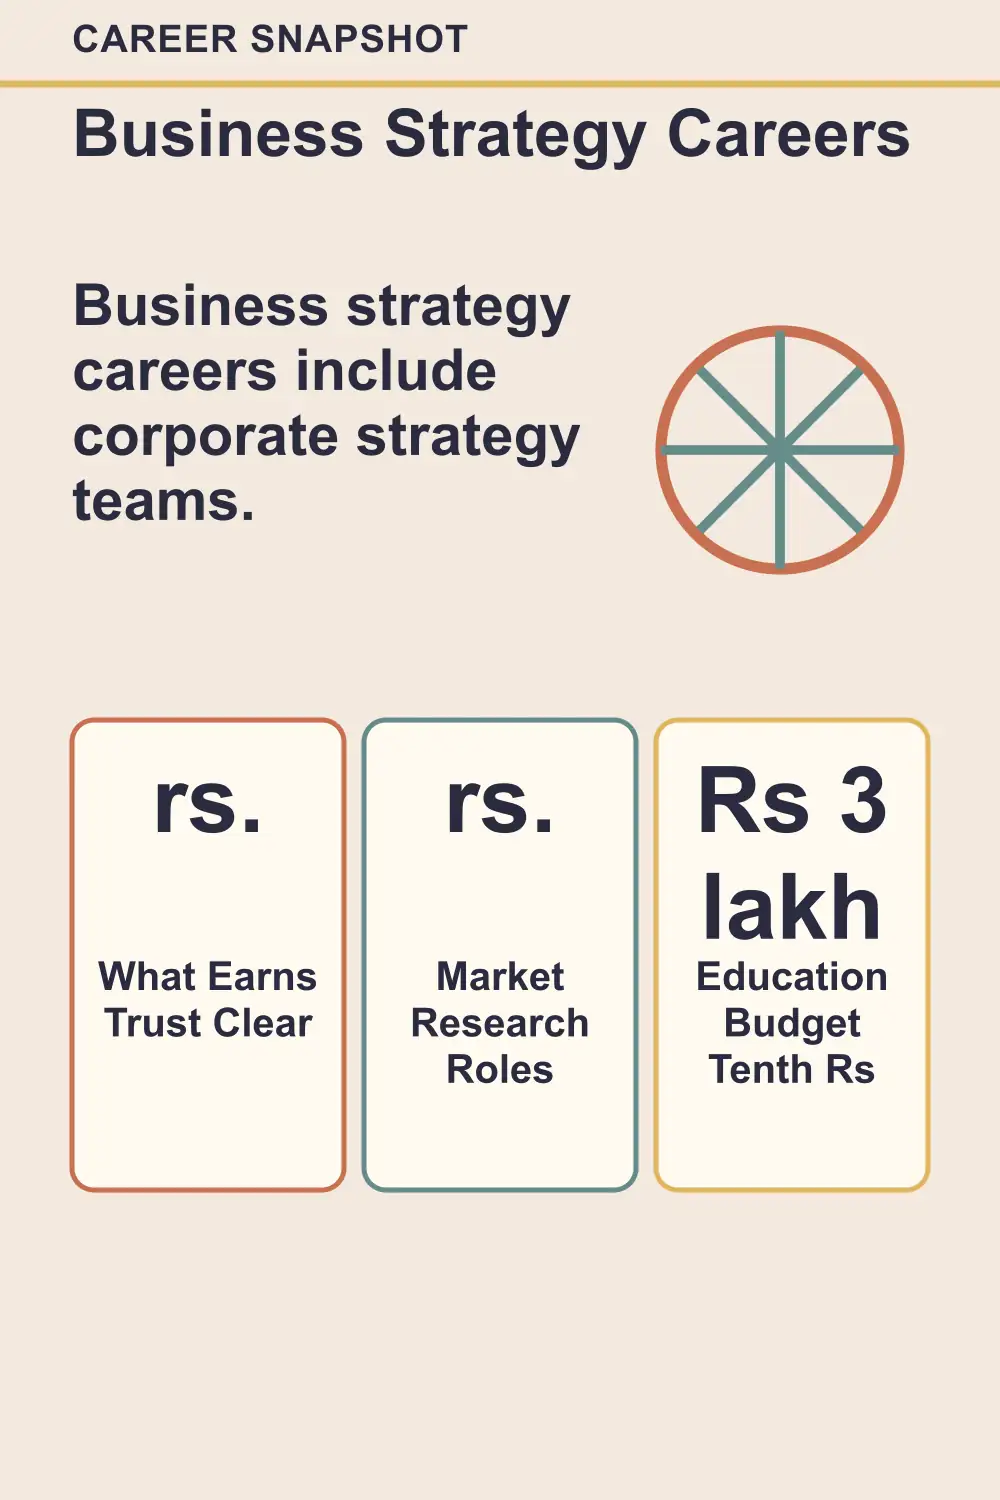 CAREER SNAPSHOT
Business Strategy Careers
Business strategy
careers include
corporate strategy
teams.
rs.
What Earns
Trust Clear
rs.
Market
Research
Roles
Rs 3
lakh
Education
Budget
Tenth Rs